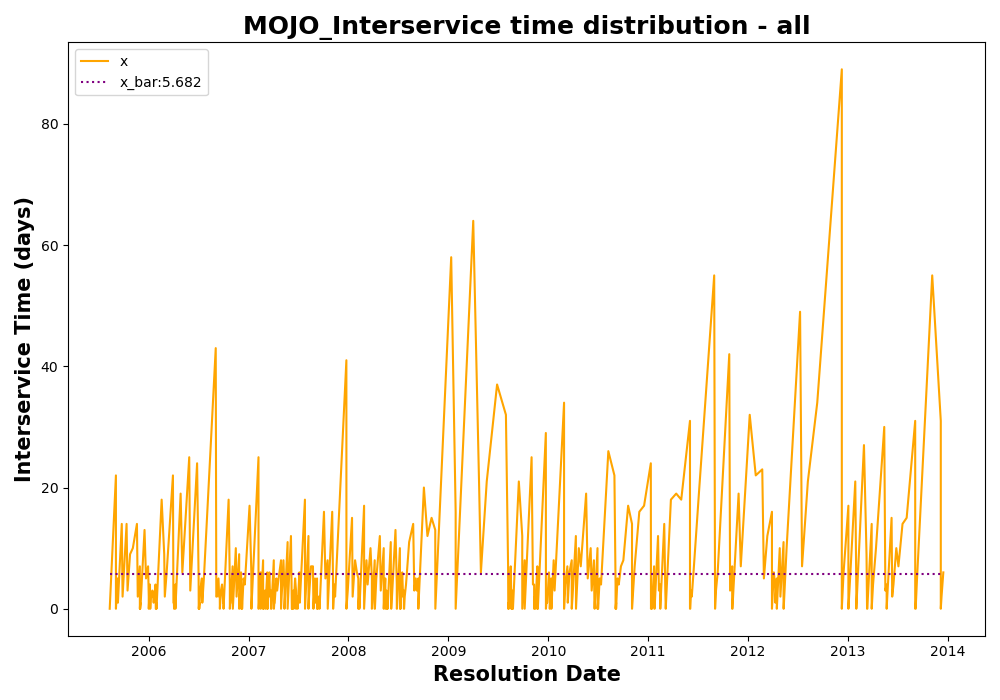 MOJO_Interservice time distribution - all
x
x_bar:5.682
Interservice Time (days)
80
60
40
20
0
2006 2007 2008 2009 2010 2011 2012 2013 2014
Resolution Date